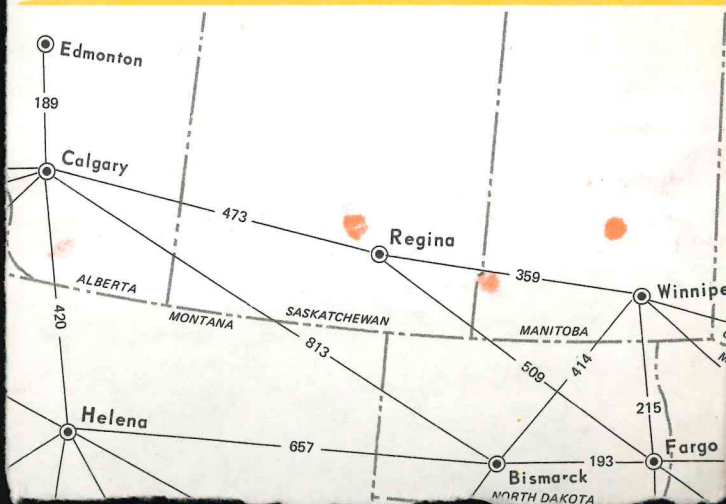 Edmonton
189
Calgary
473
Regina
359
Winnipe
ALBERTA
420
MONTANA
SASKATCHEWAN
MANITOBA
813
509
414
215
Helena
657
193
Fargo
Bismarck
NORTH DAKOTA